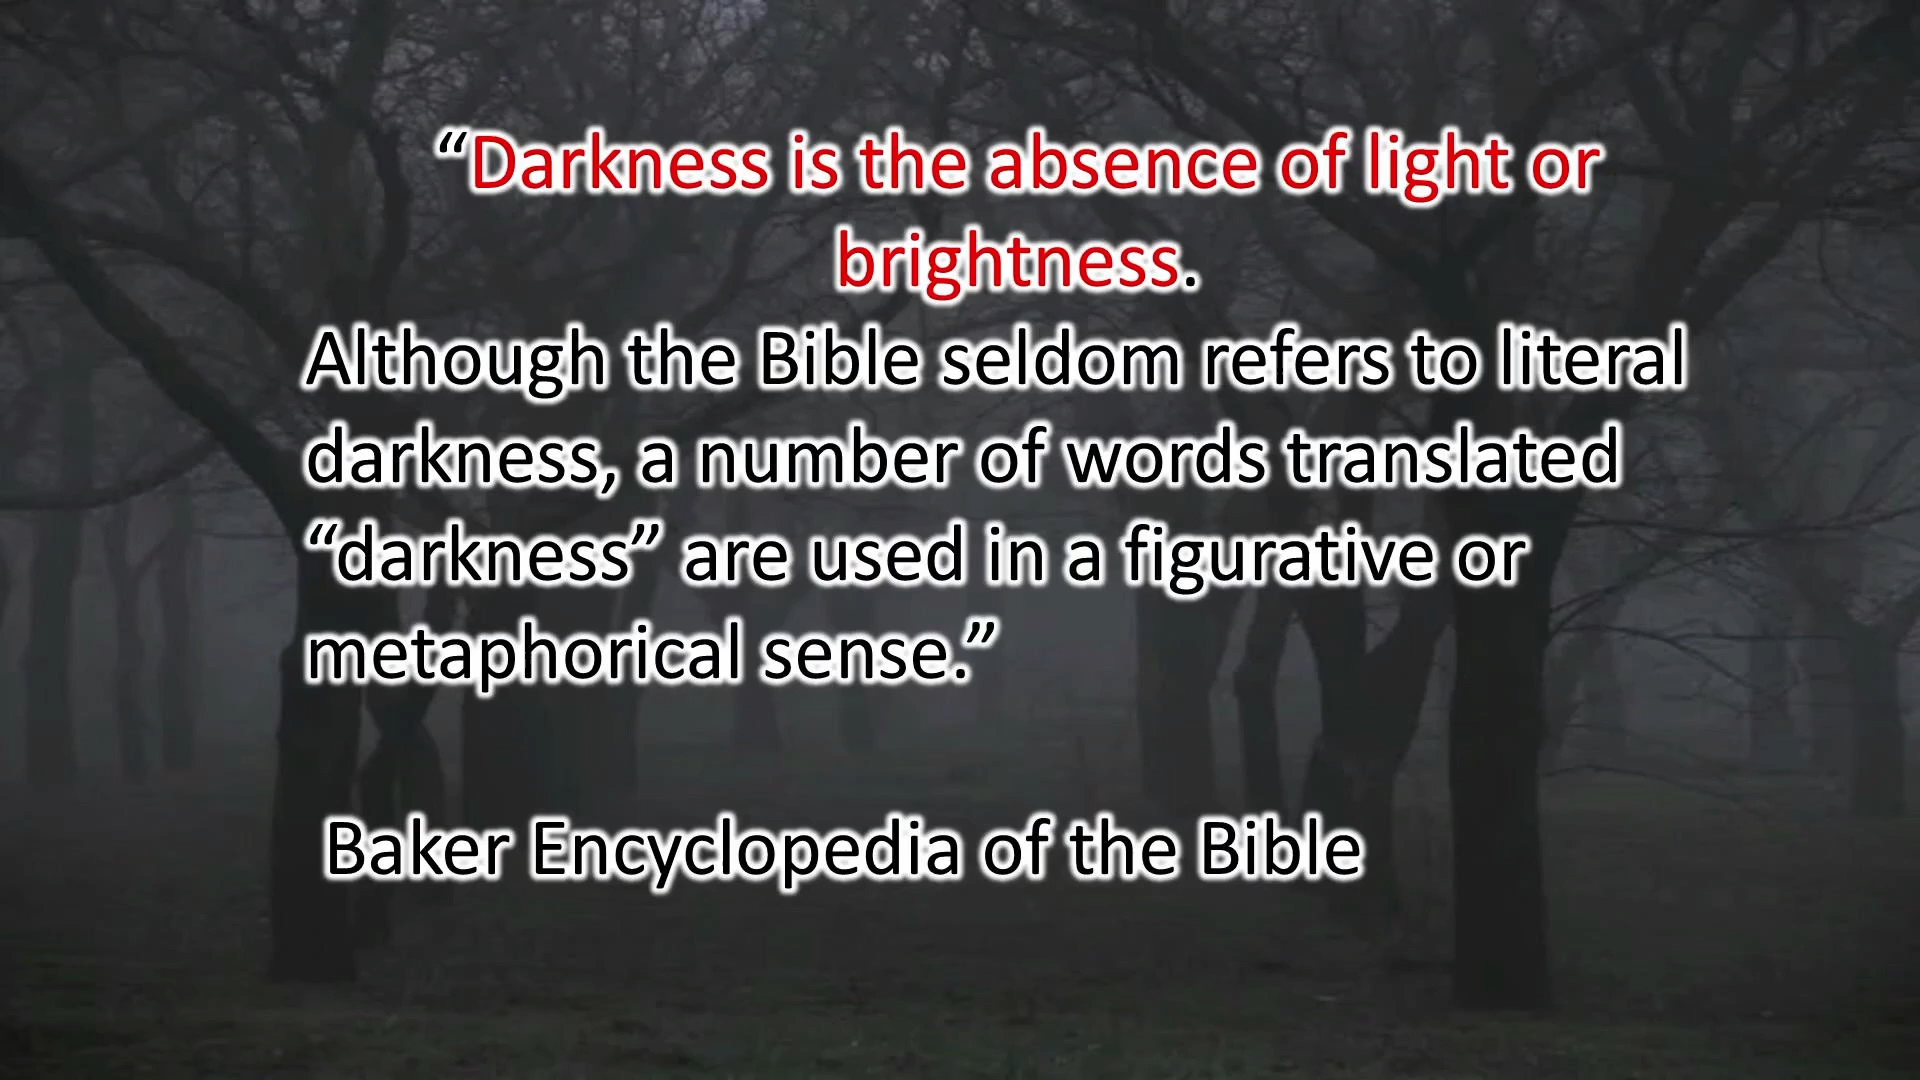 “Darkness is the absence of light or
brightness.
Although the Bible seldom refers to literal
darkness, a number of words translated
“darkness” are used in a figurative or
metaphorical sense.”
Baker Encyclopedia of the Bible